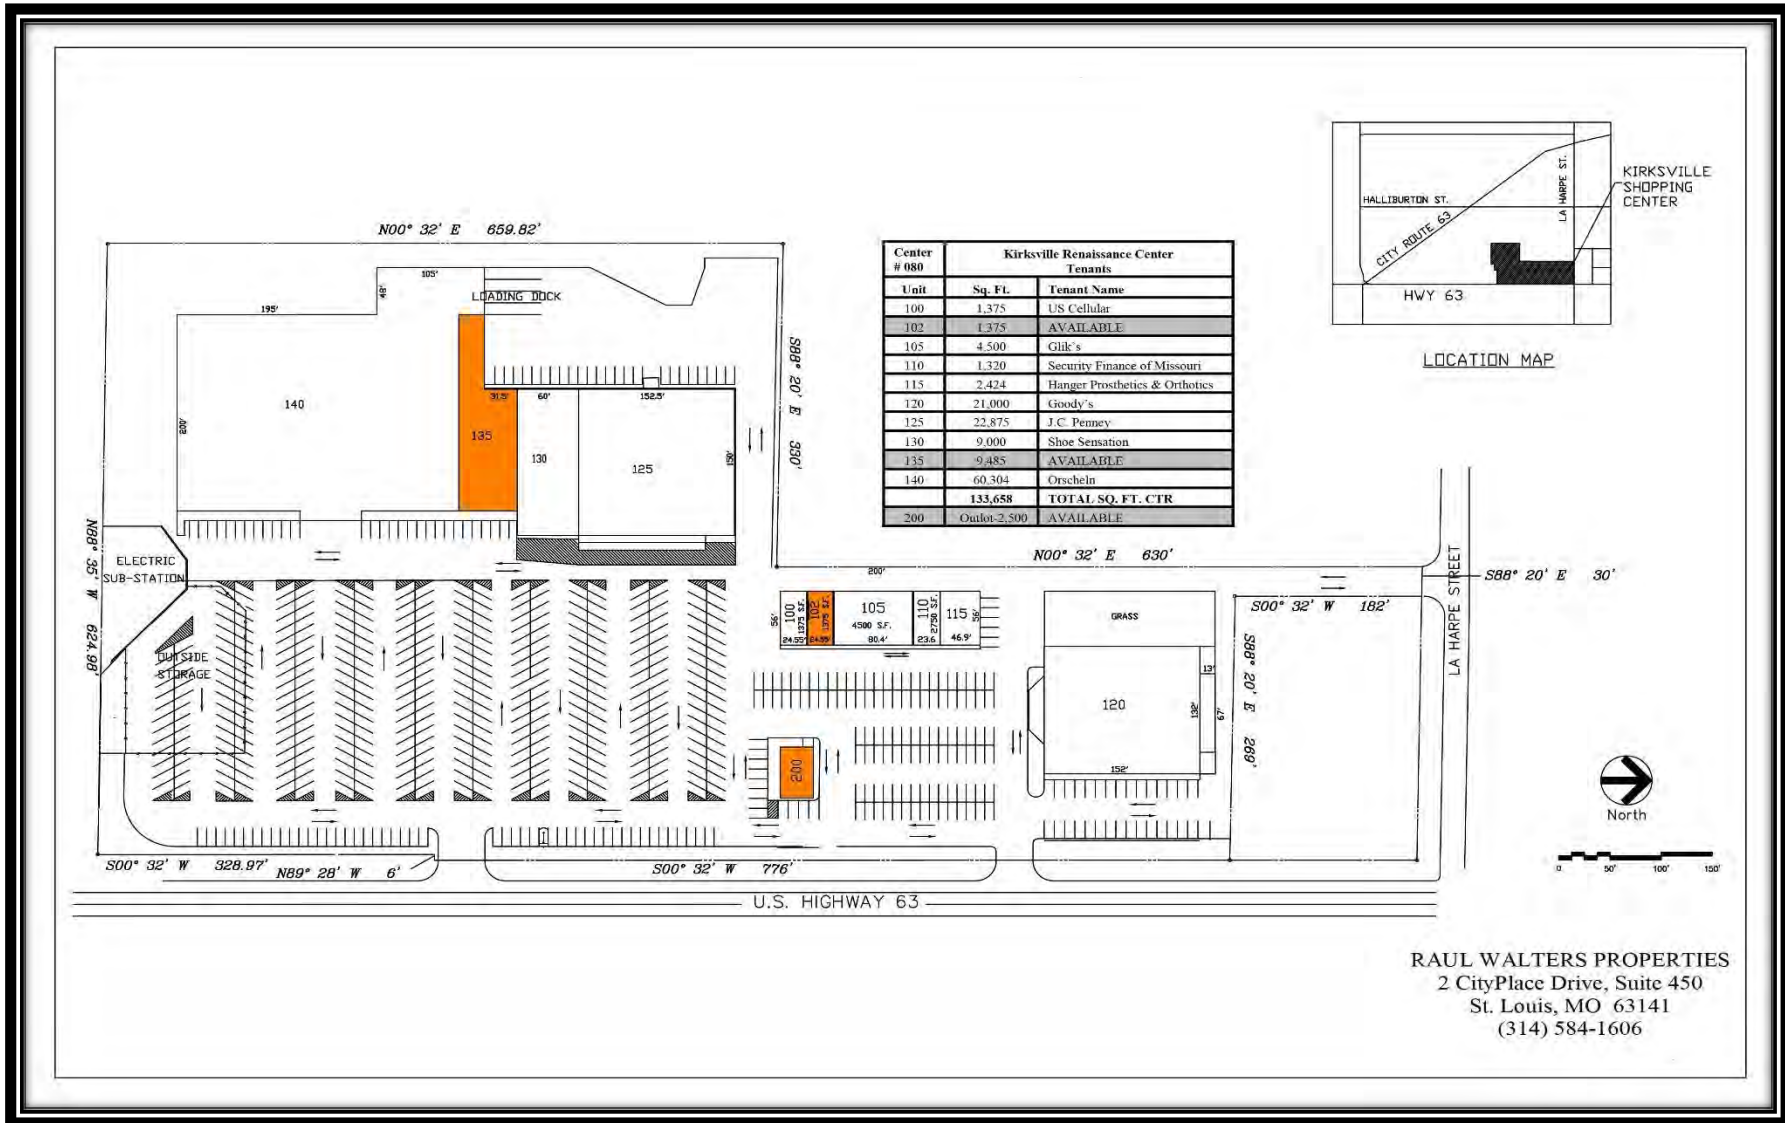 N00° 32' E 659.82'
105'
48'
LOADING DOCK
195'
S88° 20' E 330'
140
200'
135
31.5'
60'
152.5'
130
125
150'
N88° 35' W 624.98'
ELECTRIC
SUB-STATION
OUTSIDE
STORAGE
Center
# 080
Kirksville Renaissance Center
Tenants
Unit Sq. Ft. Tenant Name
100 1,375 US Cellular
102 1,375 AVAILABLE
105 4,500 Glik's
110 1,320 Security Finance of Missouri
115 2,424 Hanger Prosthetics & Orthotics
120 21,000 Goody's
125 22,875 J.C. Penney
130 9,000 Shoe Sensation
135 9,485 AVAILABLE
140 60,304 Orscheln
133,658 TOTAL SQ. FT. CTR
200 Outlot-2,500 AVAILABLE
HALLIBURTON ST.
CITY ROUTE 63
LA HARPE ST.
HWY 63
KIRKSVILLE
SHOPPING
CENTER
LOCATION MAP
N00° 32' E 630'
200'
S88° 20' E 30'
S00° 32' W 182'
LA HARPE STREET
56'
100
1375 S.F.
24.55'
102
1375 S.F.
24.55'
105
4500 S.F.
80.4'
110
2750 S.F.
23.6
115
46.9'
56'
GRASS
13'
S88° 20' E 269'
120
132'
67'
152'
200
S00° 32' W 328.97'
N89° 28' W 6'
S00° 32' W 776'
U.S. HIGHWAY 63
North
0 50' 100' 150'
RAUL WALTERS PROPERTIES
2 CityPlace Drive, Suite 450
St. Louis, MO 63141
(314) 584-1606